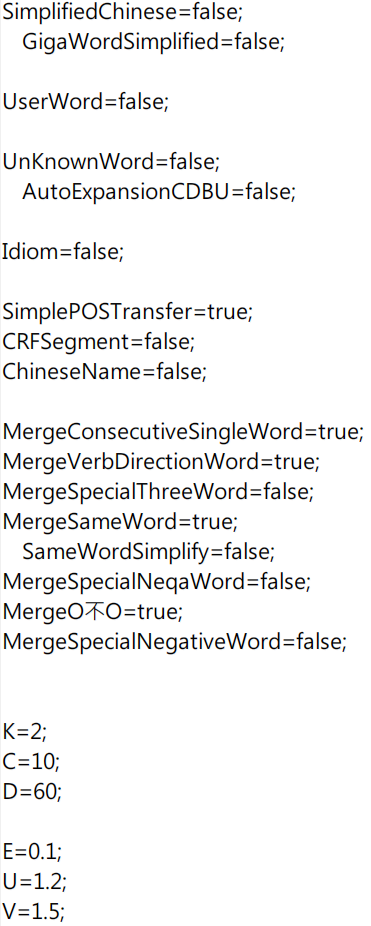 SimplifiedChinese=false;
GigaWordSimplified=false;
UserWord=false;
UnKnownWord=false;
AutoExpansionCDBU=false;
Idiom=false;
SimplePOSTransfer=true;
CRFSegment=false;
ChineseName=false;
MergeConsecutiveSingleWord=true;
MergeVerbDirectionWord=true;
MergeSpecialThreeWord=false;
MergeSameWord=true;
SameWordSimplify=false;
MergeSpecialNeqaWord=false;
MergeO不O=true;
MergeSpecialNegativeWord=false;
K=2;
C=10;
D=60;
E=0.1;
U=1.2;
V=1.5;